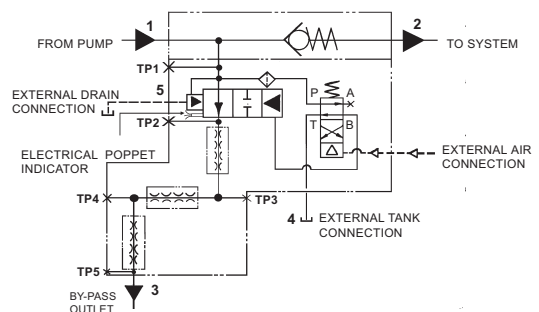 1
2
FROM PUMP
TO SYSTEM
TP1
P A
5
EXTERNAL DRAIN
CONNECTION
TP2
T B
ELECTRICAL POPPET
INDICATOR
EXTERNAL AIR
CONNECTION
TP4
TP3
4 EXTERNAL TANK
CONNECTION
TP5
BY-PASS
OUTLET
3